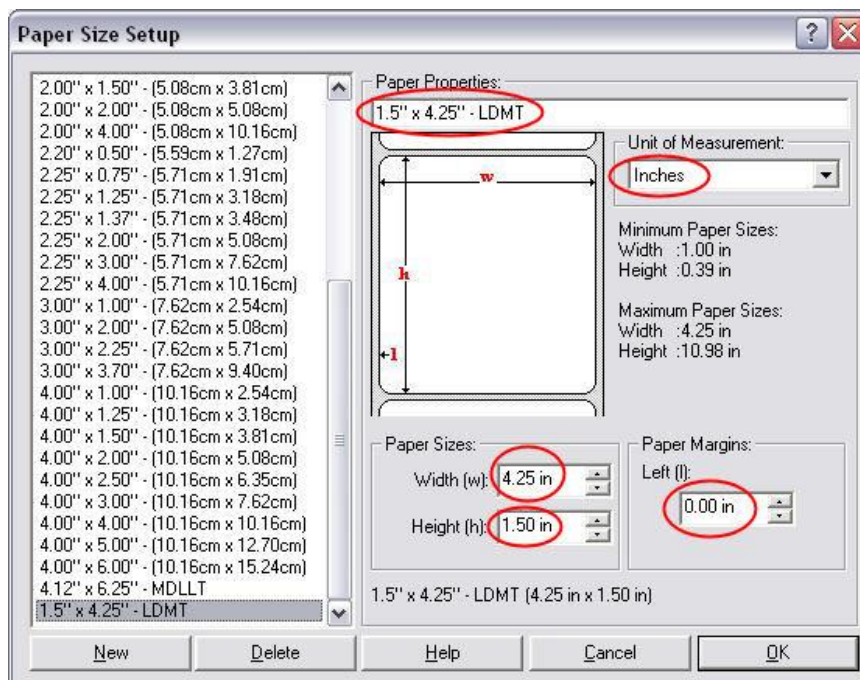 Paper Size Setup
?
X
2.00" x 1.50" - (5.08cm x 3.81cm)
2.00" x 2.00" - (5.08cm x 5.08cm)
2.00" x 4.00" - (5.08cm x 10.16cm)
2.20" x 0.50" - (5.59cm x 1.27cm)
2.25" x 0.75" - (5.71cm x 1.91cm)
2.25" x 1.25" - (5.71cm x 3.18cm)
2.25" x 1.37" - (5.71cm x 3.48cm)
2.25" x 2.00" - (5.71cm x 5.08cm)
2.25" x 3.00" - (5.71cm x 7.62cm)
2.25" x 4.00" - (5.71cm x 10.16cm)
3.00" x 1.00" - (7.62cm x 2.54cm)
3.00" x 2.00" - (7.62cm x 5.08cm)
3.00" x 2.25" - (7.62cm x 5.71cm)
3.00" x 3.70" - (7.62cm x 9.40cm)
4.00" x 1.00" - (10.16cm x 2.54cm)
4.00" x 1.25" - (10.16cm x 3.18cm)
4.00" x 1.50" - (10.16cm x 3.81cm)
4.00" x 2.00" - (10.16cm x 5.08cm)
4.00" x 2.50" - (10.16cm x 6.35cm)
4.00" x 3.00" - (10.16cm x 7.62cm)
4.00" x 4.00" - (10.16cm x 10.16cm)
4.00" x 5.00" - (10.16cm x 12.70cm)
4.00" x 6.00" - (10.16cm x 15.24cm)
4.12" x 6.25" - MDLLT
1.5" x 4.25" - LDMT
Paper Properties:
1.5" x 4.25" - LDMT
w
h
l
Unit of Measurement:
Inches
Minimum Paper Sizes:
Width :1.00 in
Height :0.39 in
Maximum Paper Sizes:
Width :4.25 in
Height :10.98 in
Paper Sizes:
Width (w): 4.25 in
Height (h): 1.50 in
Paper Margins:
Left (l):
0.00 in
1.5" x 4.25" - LDMT (4.25 in x 1.50 in)
New
Delete
Help
Cancel
OK